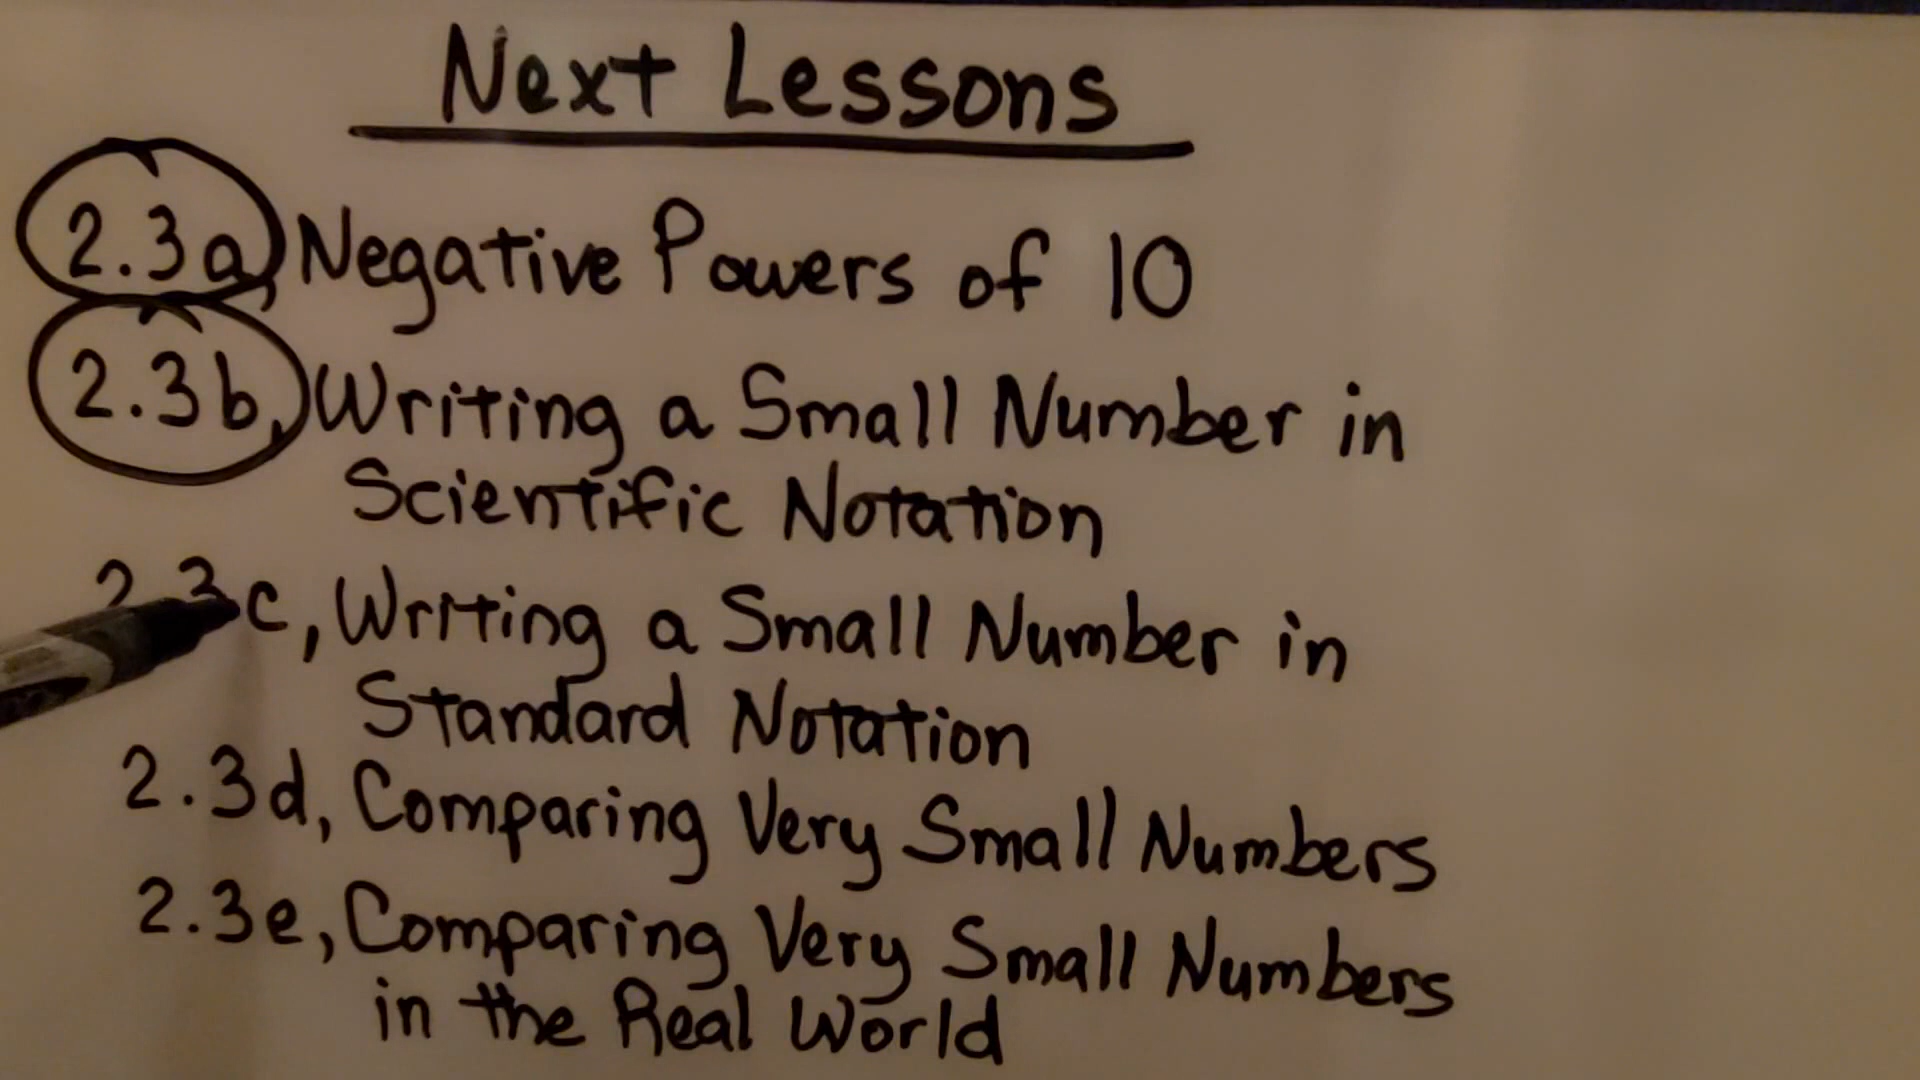 Next Lessons
2.3a, Negative Powers of 10
2.3b, Writing a Small Number in
Scientific Notation
2.3c, Writing a Small Number in
Standard Notation
2.3d, Comparing Very Small Numbers
2.3e, Comparing Very Small Numbers
in the Real World